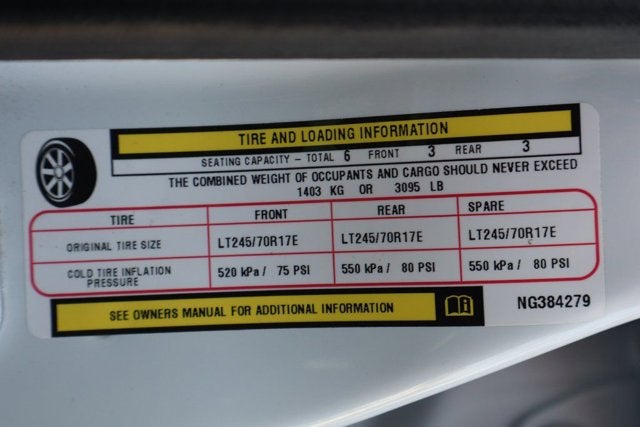 TIRE AND LOADING INFORMATION
SEATING CAPACITY - TOTAL 6 FRONT 3 REAR 3
THE COMBINED WEIGHT OF OCCUPANTS AND CARGO SHOULD NEVER EXCEED
1403 KG OR 3095 LB
TIRE FRONT REAR SPARE
ORIGINAL TIRE SIZE LT245/70R17E LT245/70R17E LT245/70R17E
COLD TIRE INFLATION PRESSURE 520 kPa / 75 PSI 550 kPa / 80 PSI 550 kPa / 80 PSI
SEE OWNERS MANUAL FOR ADDITIONAL INFORMATION
NG384279